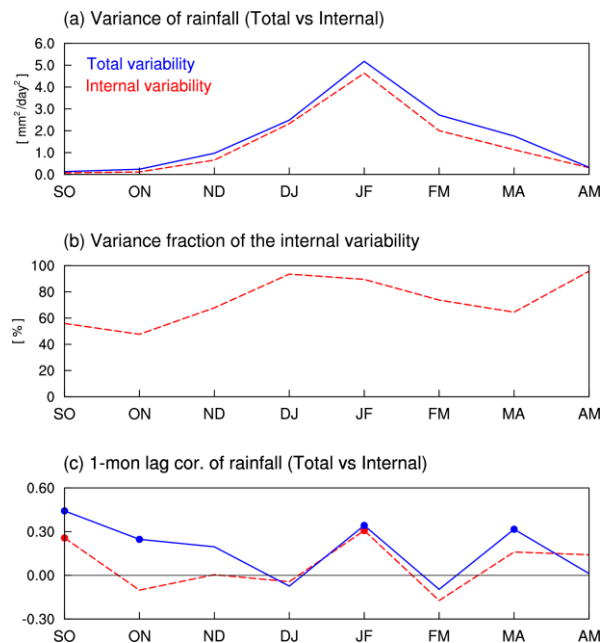 (a) Variance of rainfall (Total vs Internal)
6.0
5.0
4.0
3.0
2.0
1.0
0.0
[ mm²/day² ]
Total variability
Internal variability
SO ON ND DJ JF FM MA AM
(b) Variance fraction of the internal variability
100
80
60
40
20
0
[ % ]
SO ON ND DJ JF FM MA AM
(c) 1-mon lag cor. of rainfall (Total vs Internal)
0.60
0.30
0.00
-0.30
SO ON ND DJ JF FM MA AM